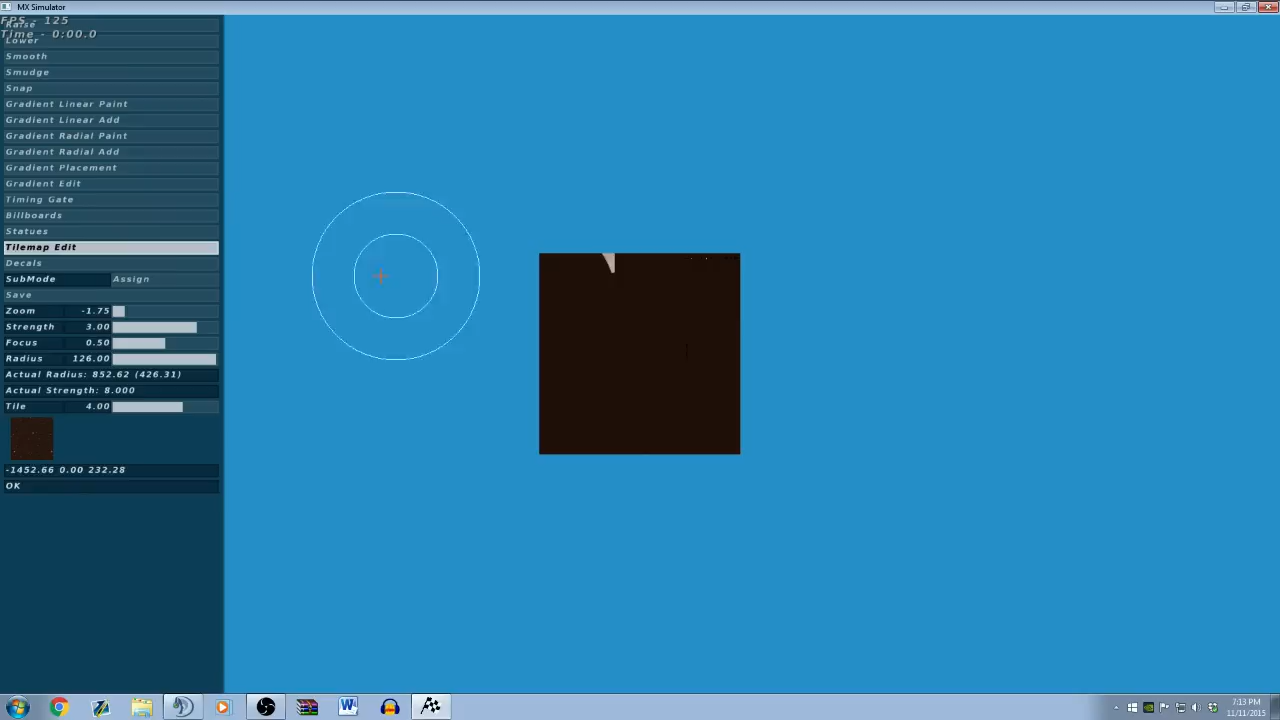 MX Simulator
FPS - 125
Raise
Time - 0:00.0
Lower
Smooth
Smudge
Snap
Gradient Linear Paint
Gradient Linear Add
Gradient Radial Paint
Gradient Radial Add
Gradient Placement
Gradient Edit
Timing Gate
Billboards
Statues
Tilemap Edit
Decals
SubMode Assign
Save
Zoom -1.75
Strength 3.00
Focus 0.50
Radius 126.00
Actual Radius: 852.62 (426.31)
Actual Strength: 8.000
Tile 4.00
-1452.66 0.00 232.28
OK
7:13 PM
11/11/2015